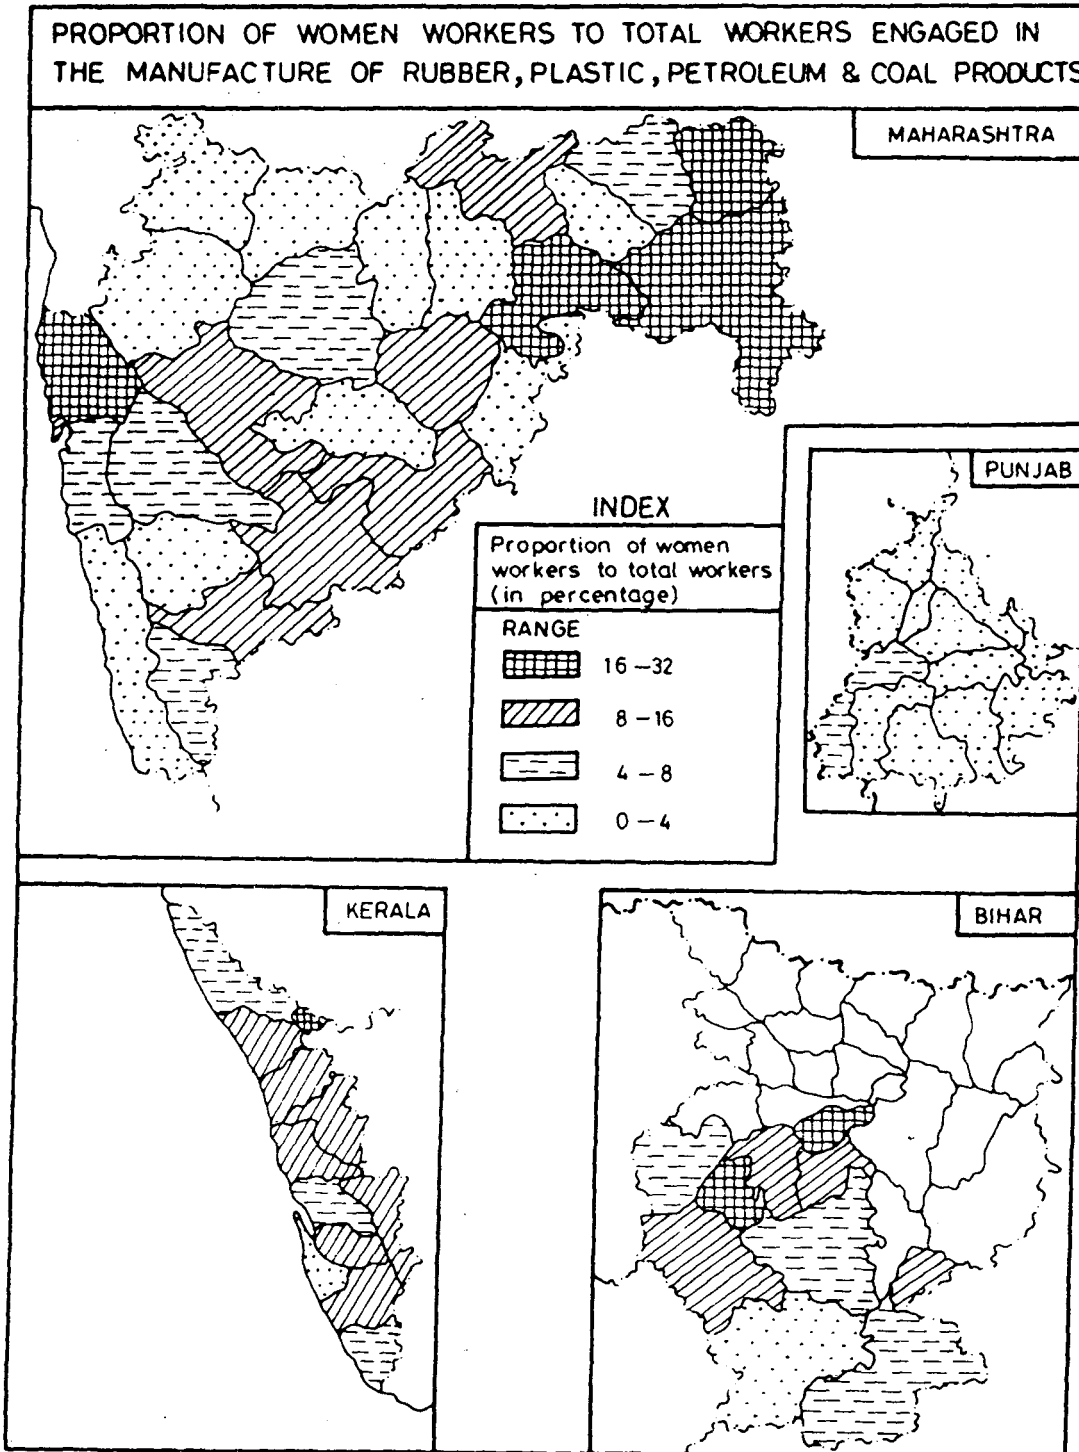 PROPORTION OF WOMEN WORKERS TO TOTAL WORKERS ENGAGED IN
THE MANUFACTURE OF RUBBER, PLASTIC, PETROLEUM & COAL PRODUCTS
MAHARASHTRA
PUNJAB
INDEX
Proportion of women
workers to total workers
(in percentage)
RANGE
16 – 32
8 – 16
4 – 8
0 – 4
KERALA
BIHAR